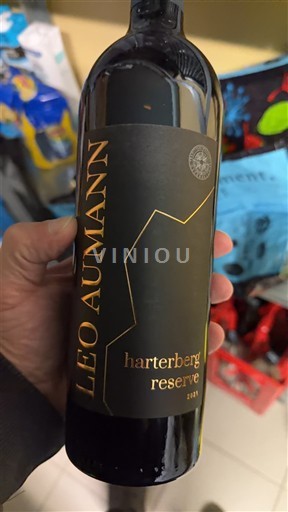 LEO AUMANN
VINIOU
harterberg
reserve
ment.